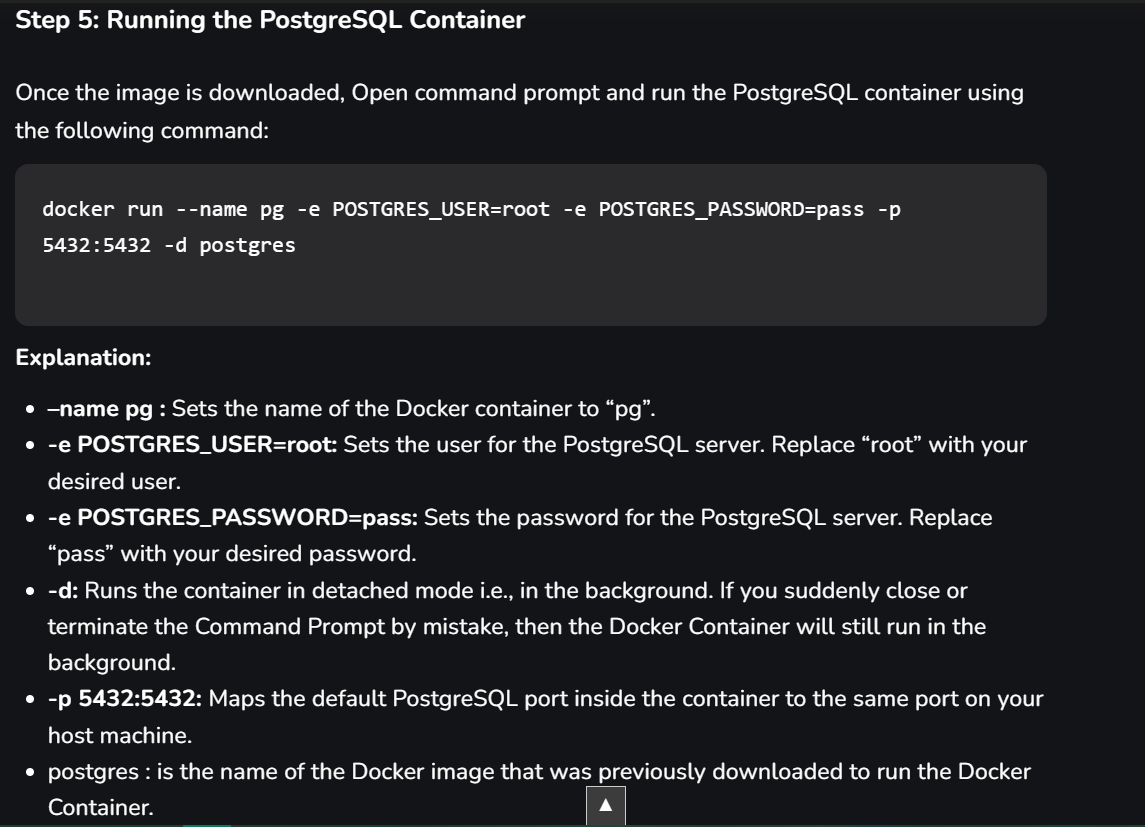 Step 5: Running the PostgreSQL Container
Once the image is downloaded, Open command prompt and run the PostgreSQL container using
the following command:
docker run --name pg -e POSTGRES_USER=root -e POSTGRES_PASSWORD=pass -p
5432:5432 -d postgres
Explanation:
• –name pg : Sets the name of the Docker container to “pg”.
• -e POSTGRES_USER=root: Sets the user for the PostgreSQL server. Replace “root” with your
desired user.
• -e POSTGRES_PASSWORD=pass: Sets the password for the PostgreSQL server. Replace
“pass” with your desired password.
• -d: Runs the container in detached mode i.e., in the background. If you suddenly close or
terminate the Command Prompt by mistake, then the Docker Container will still run in the
background.
• -p 5432:5432: Maps the default PostgreSQL port inside the container to the same port on your
host machine.
• postgres : is the name of the Docker image that was previously downloaded to run the Docker
Container.